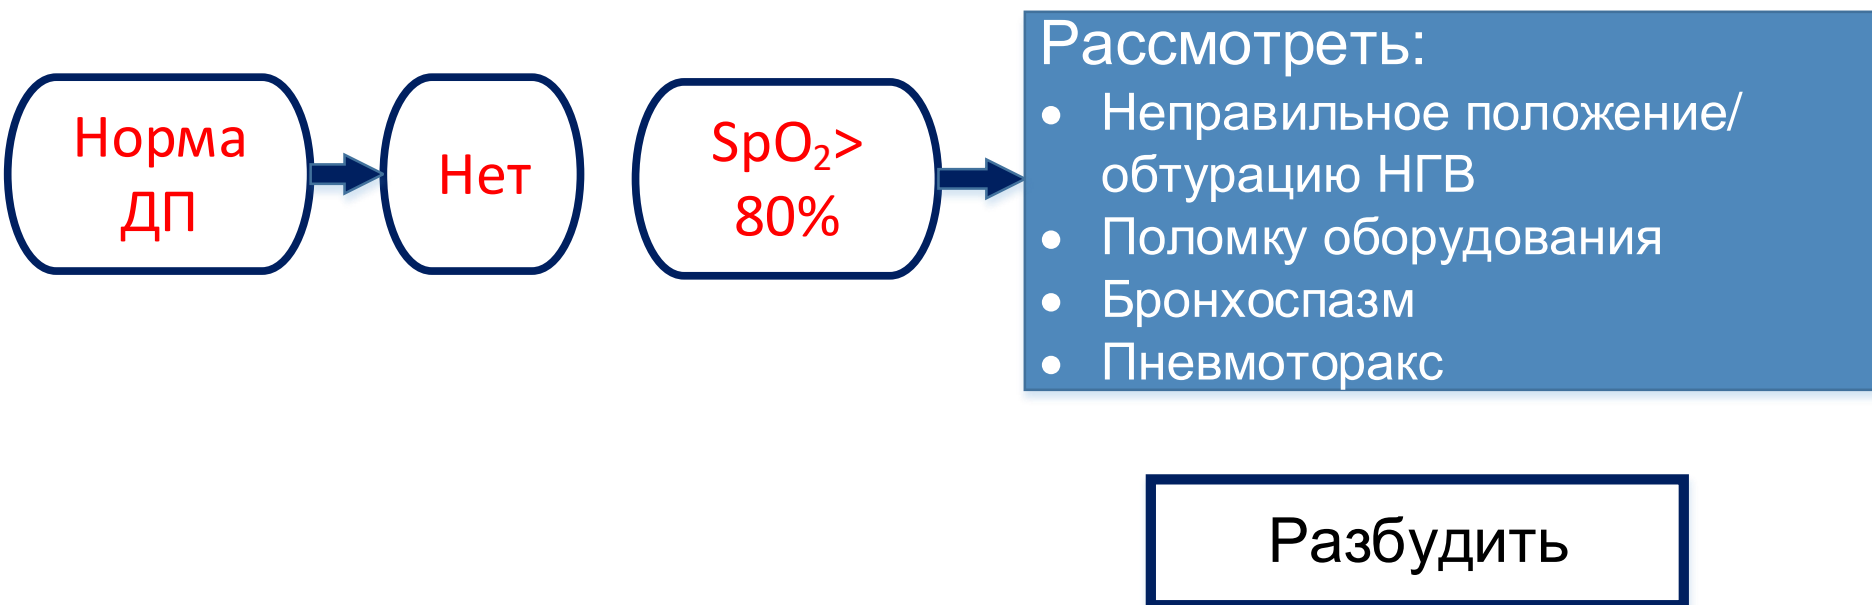 Норма
ДП
Нет
SpO₂>
80%
Рассмотреть:
• Неправильное положение/
обтурацию НГВ
• Поломку оборудования
• Бронхоспазм
• Пневмоторакс
Разбудить